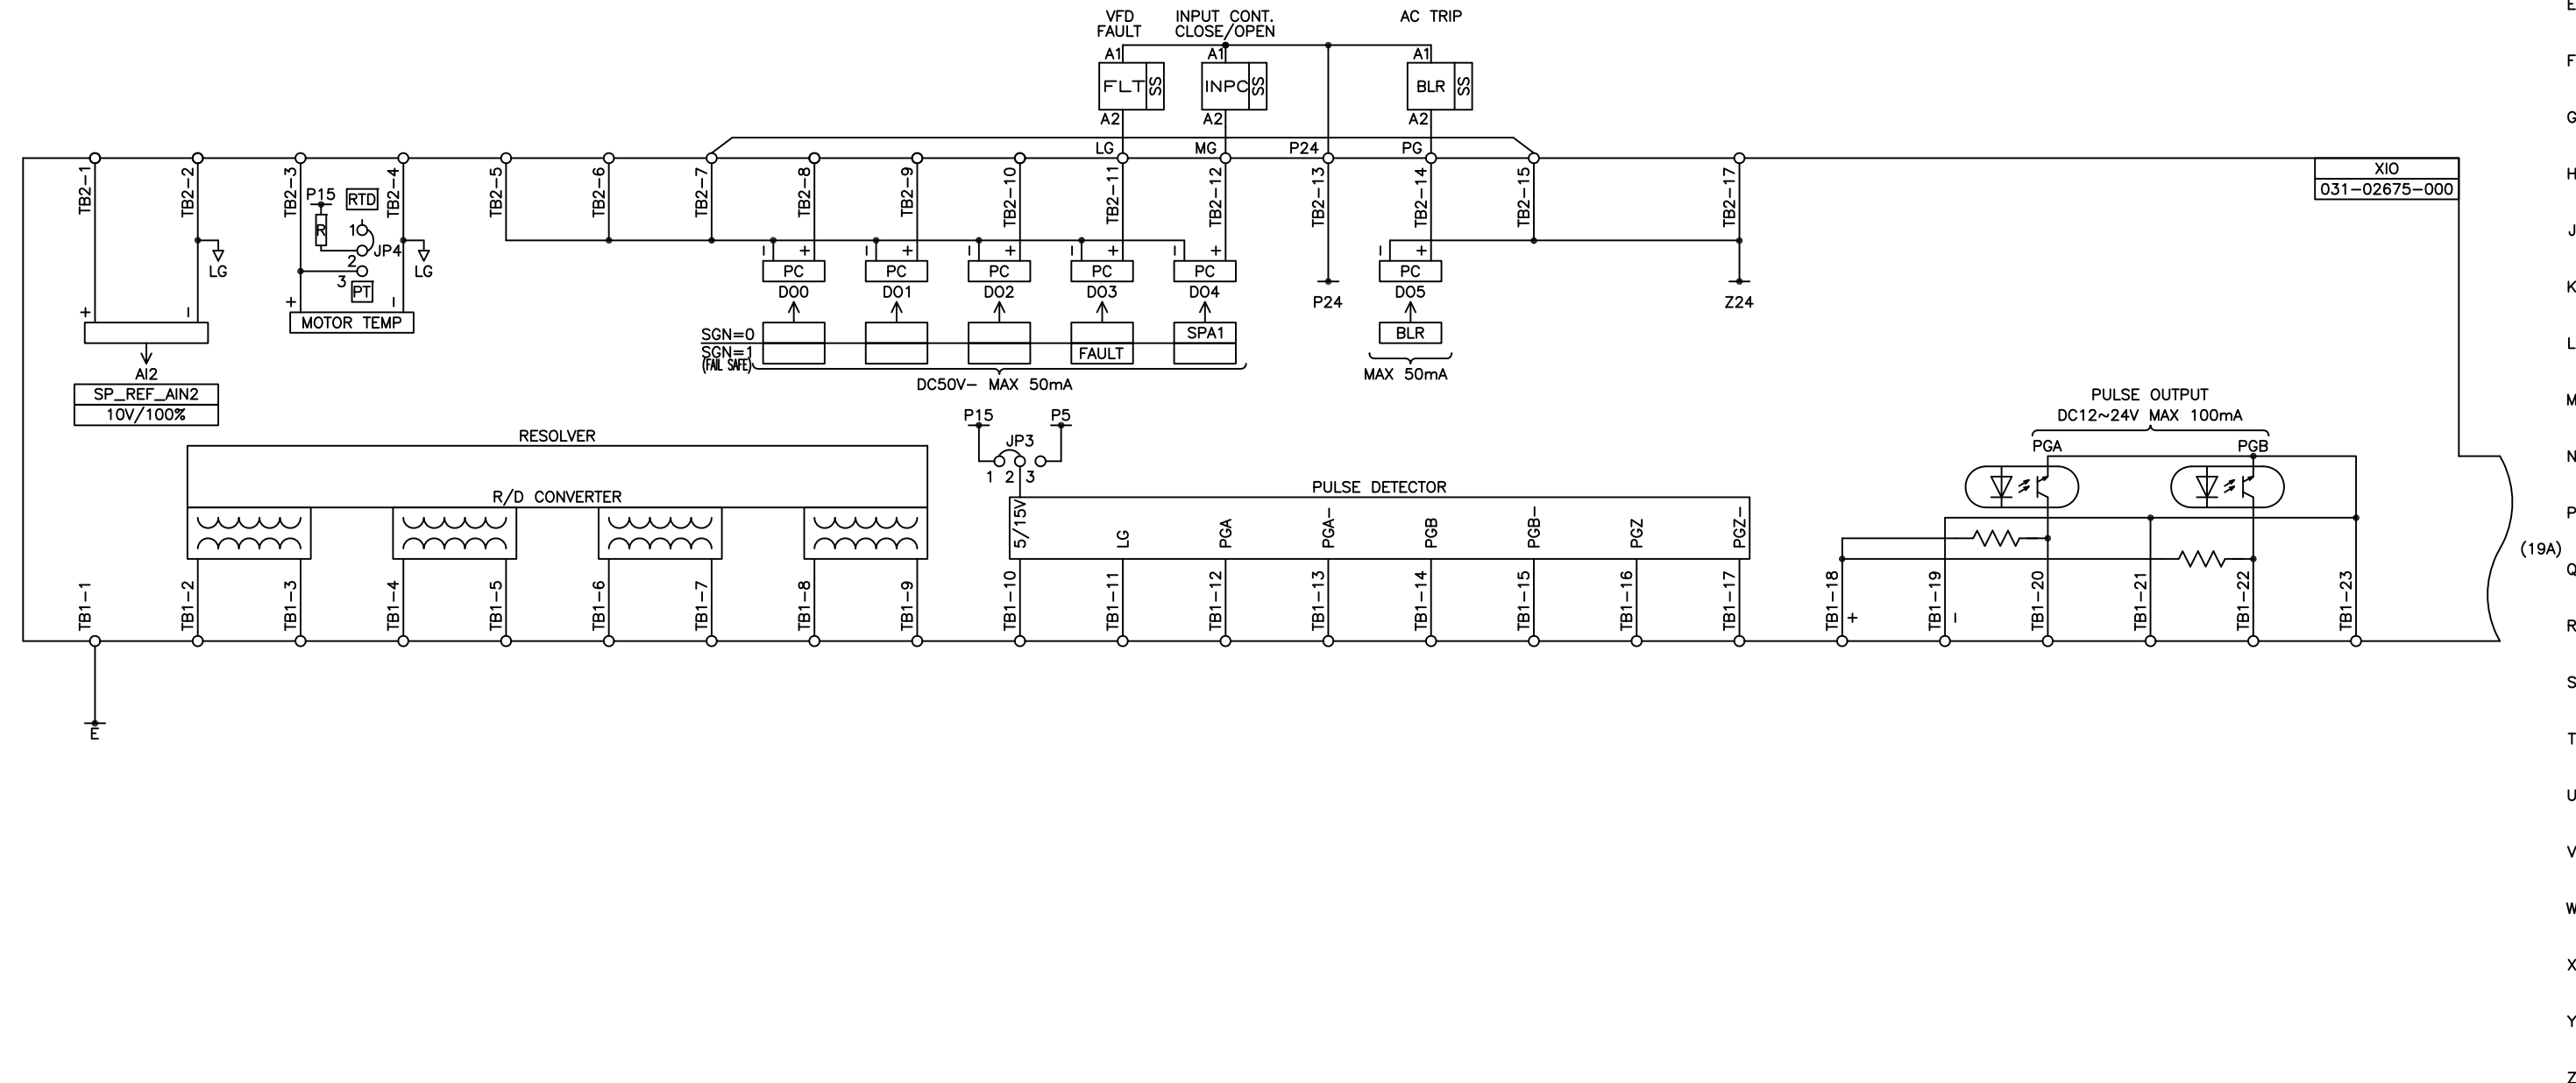 VFD
FAULT
INPUT CONT.
CLOSE/OPEN
AC TRIP
A1
A1
A1
FLT
SS
INPC
SS
BLR
SS
A2
A2
A2
LG
MG
P24
PG
TB2-1
TB2-2
TB2-3
TB2-4
TB2-5
TB2-6
TB2-7
TB2-8
TB2-9
TB2-10
TB2-11
TB2-12
TB2-13
TB2-14
TB2-15
TB2-17
XIO
031-02675-000
P15
RTD
R
1
2
JP4
3
PT
LG
LG
+
-
+
-
MOTOR TEMP
- +
- +
- +
- +
- +
- +
PC
PC
PC
PC
PC
PC
DO0
DO1
DO2
DO3
DO4
DO5
P24
Z24
SGN=0
SPA1
BLR
SGN=1
(FAIL SAFE)
FAULT
DC50V- MAX 50mA
MAX 50mA
AI2
SP_REF_AIN2
10V/100%
RESOLVER
R/D CONVERTER
P15
P5
JP3
1 2 3
PULSE DETECTOR
5/15V
LG
PGA
PGA-
PGB
PGB-
PGZ
PGZ-
PULSE OUTPUT
DC12~24V MAX 100mA
PGA
PGB
(19A)
TB1-1
TB1-2
TB1-3
TB1-4
TB1-5
TB1-6
TB1-7
TB1-8
TB1-9
TB1-10
TB1-11
TB1-12
TB1-13
TB1-14
TB1-15
TB1-16
TB1-17
TB1-18
+
TB1-19
-
TB1-20
TB1-21
TB1-22
TB1-23
E
E
F
G
H
J
K
L
M
N
P
Q
R
S
T
U
V
W
X
Y
Z